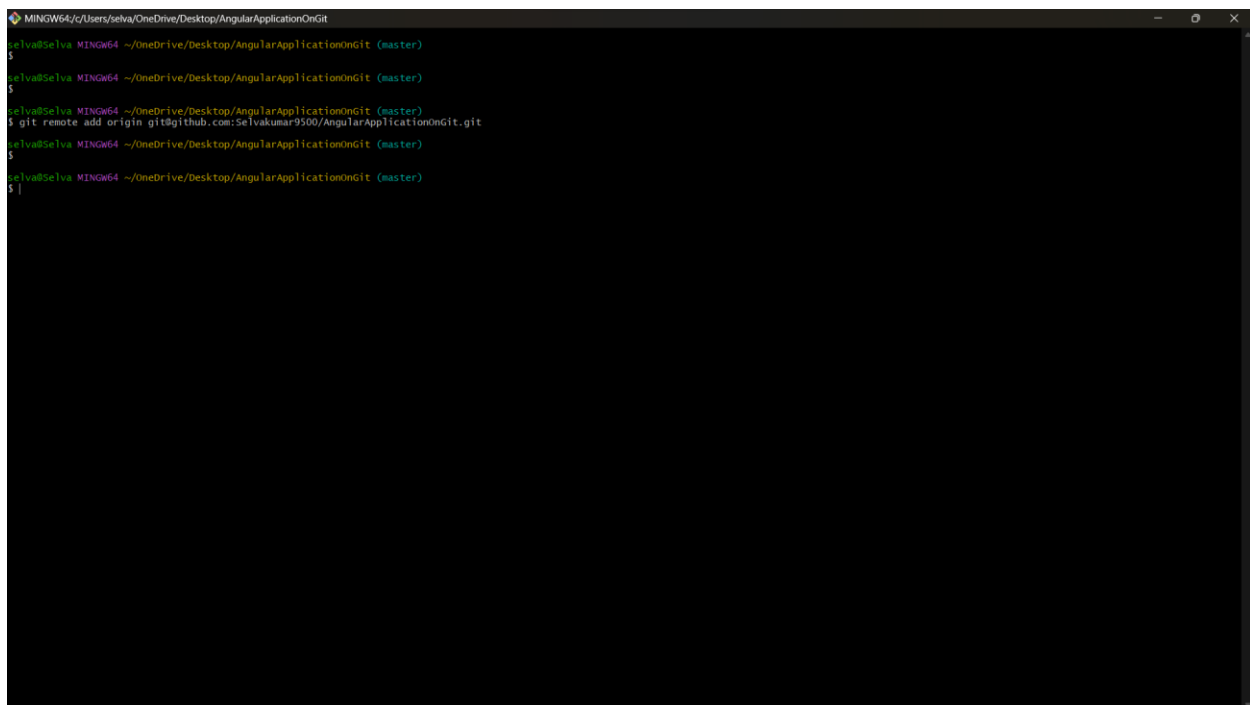 MINGW64:/c/Users/selva/OneDrive/Desktop/AngularApplicationOnGit
selva@Selva MINGW64 ~/OneDrive/Desktop/AngularApplicationOnGit (master)
$
selva@Selva MINGW64 ~/OneDrive/Desktop/AngularApplicationOnGit (master)
$
selva@Selva MINGW64 ~/OneDrive/Desktop/AngularApplicationOnGit (master)
$ git remote add origin git@github.com:Selvakumar9500/AngularApplicationOnGit.git
selva@Selva MINGW64 ~/OneDrive/Desktop/AngularApplicationOnGit (master)
$
selva@Selva MINGW64 ~/OneDrive/Desktop/AngularApplicationOnGit (master)
$